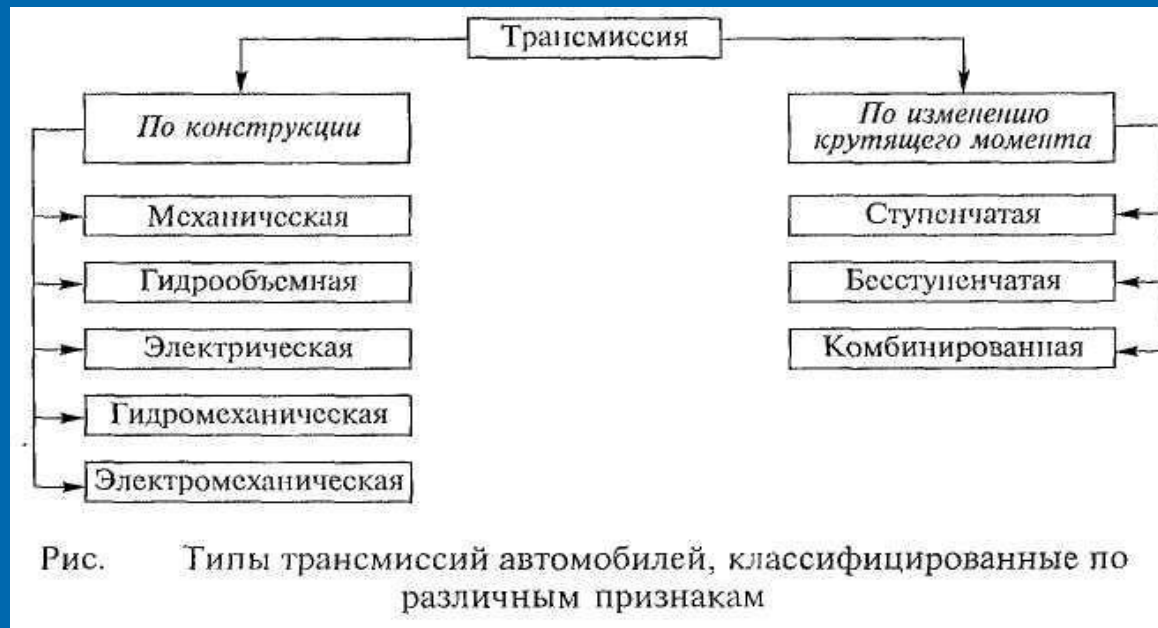 Трансмиссия
По конструкции
Механическая
Гидрообъемная
Электрическая
Гидромеханическая
Электромеханическая
По изменению
крутящего момента
Ступенчатая
Бесступенчатая
Комбинированная
Рис. Типы трансмиссий автомобилей, классифицированные по
различным признакам